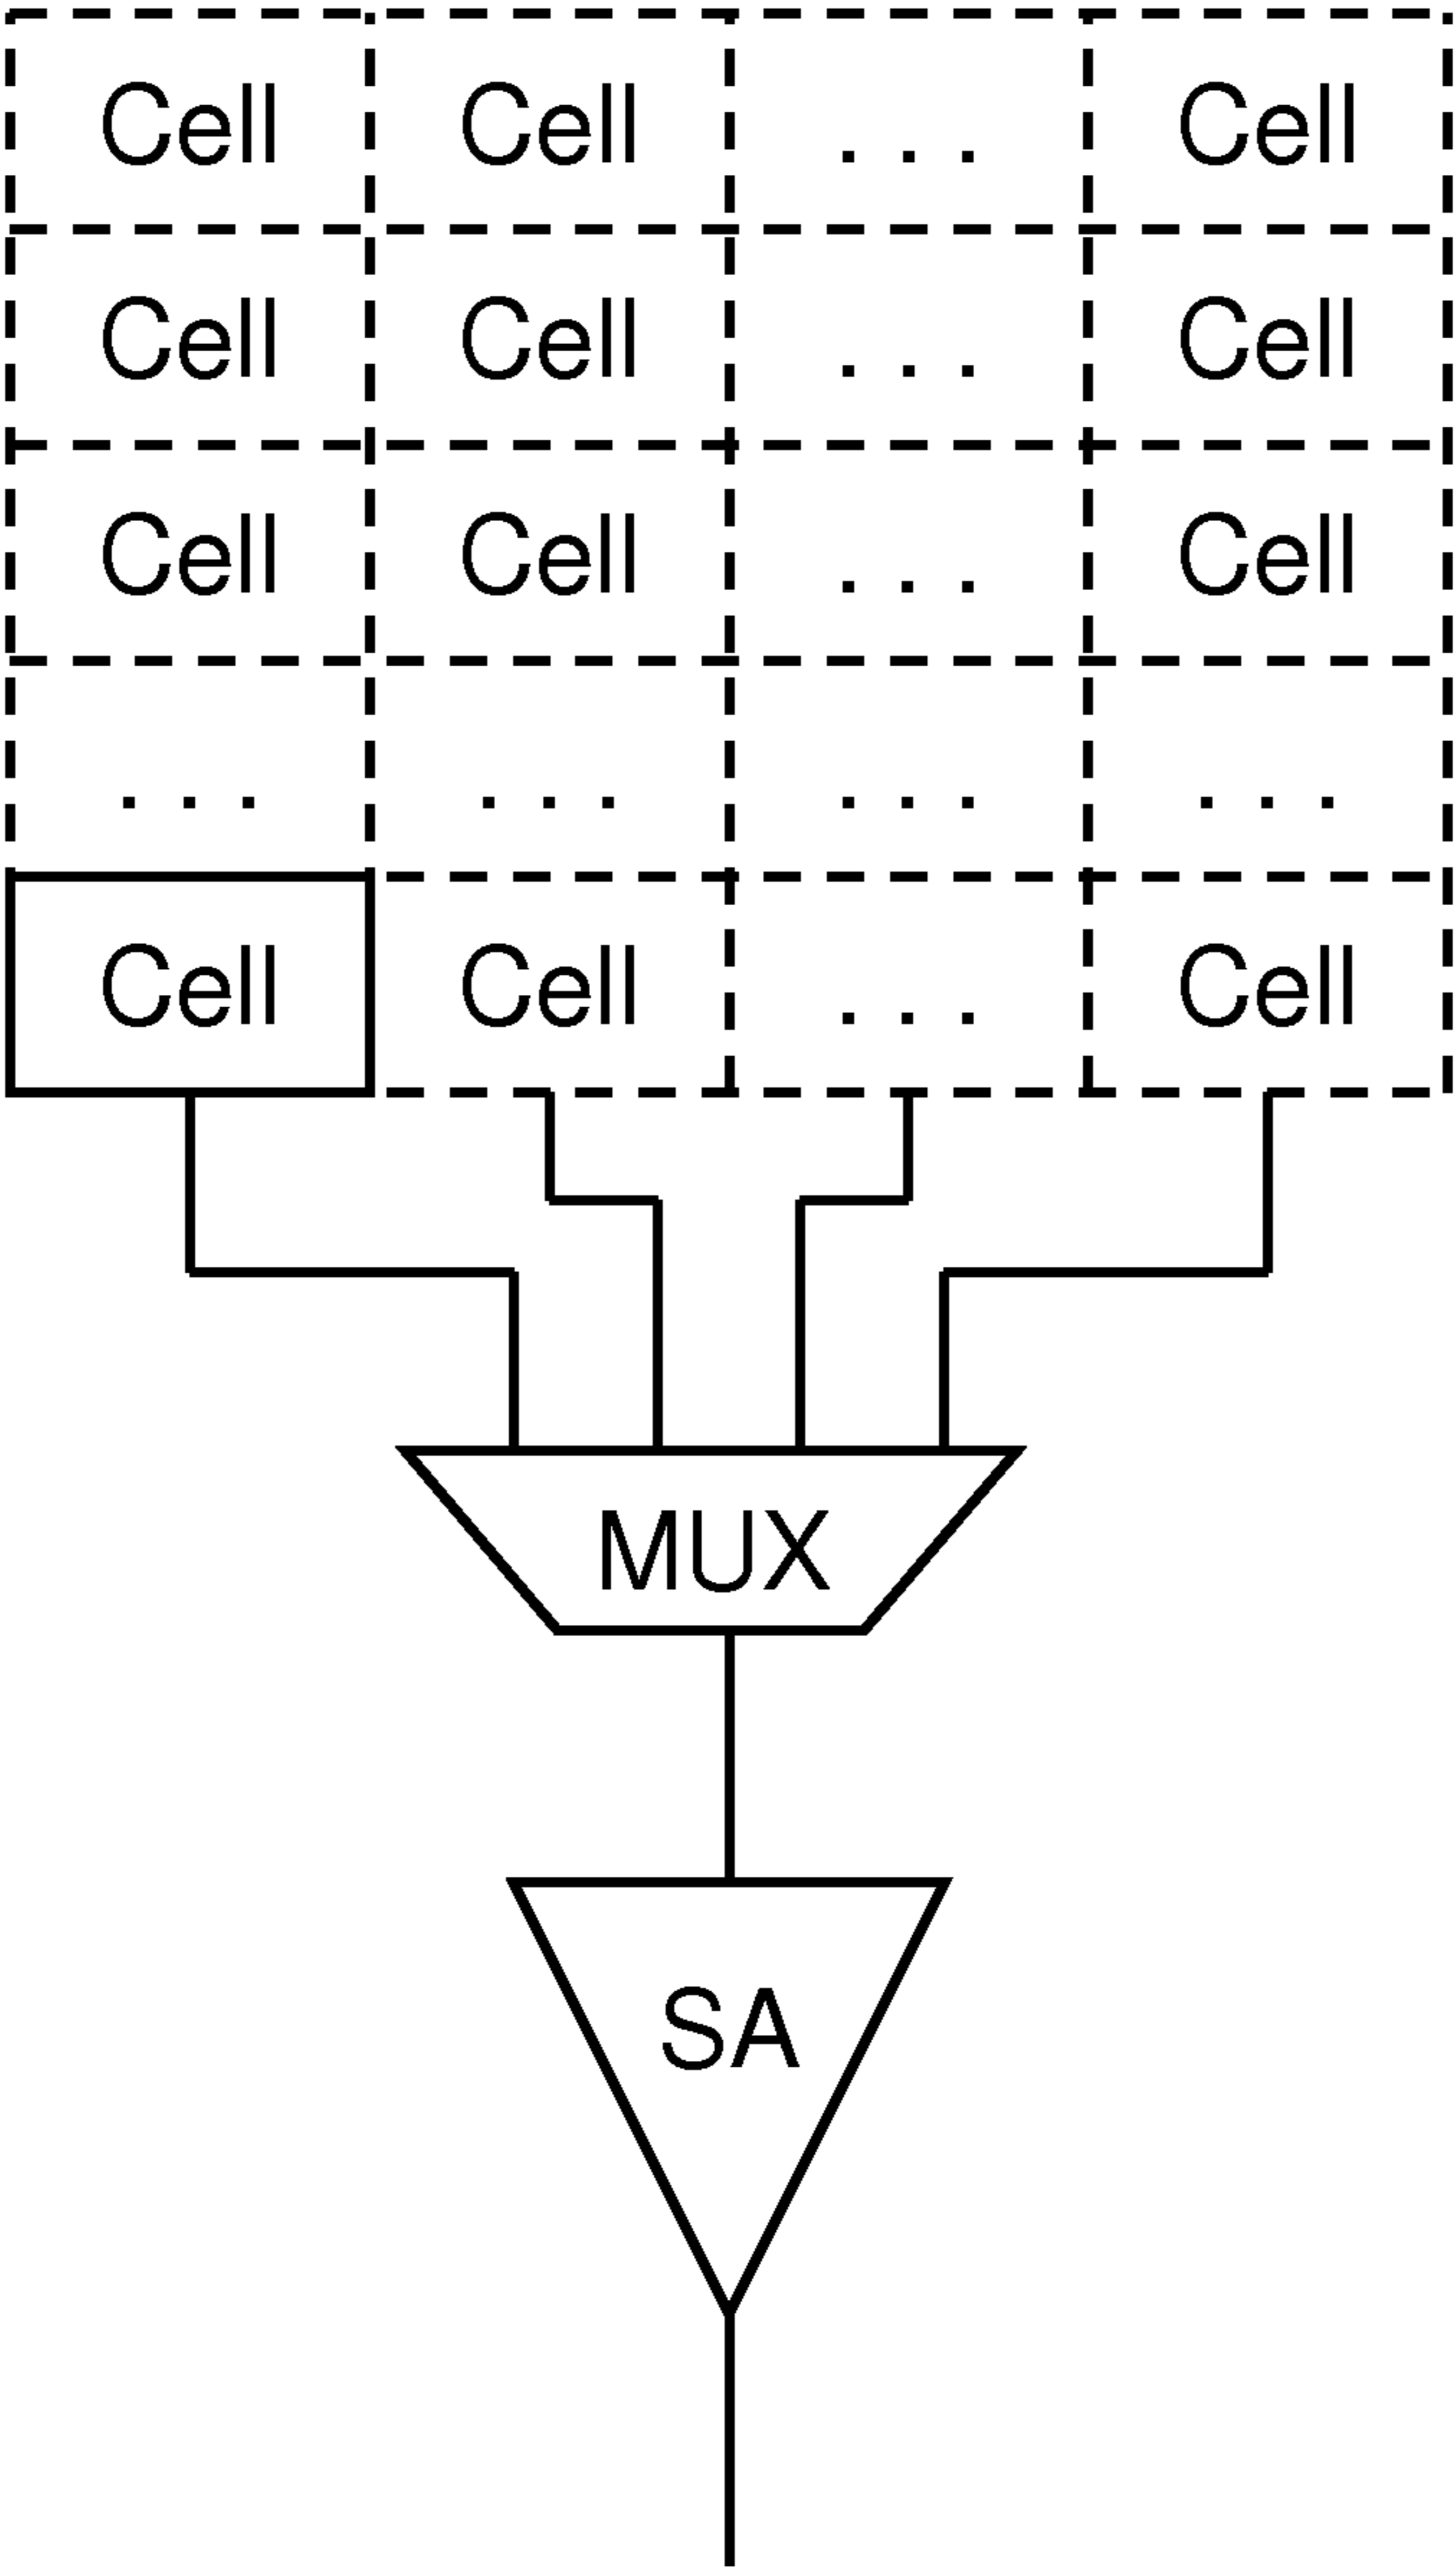 Cell Cell . . . Cell
Cell Cell . . . Cell
Cell Cell . . . Cell
. . . . . . . . . . . .
Cell Cell . . . Cell
MUX
SA